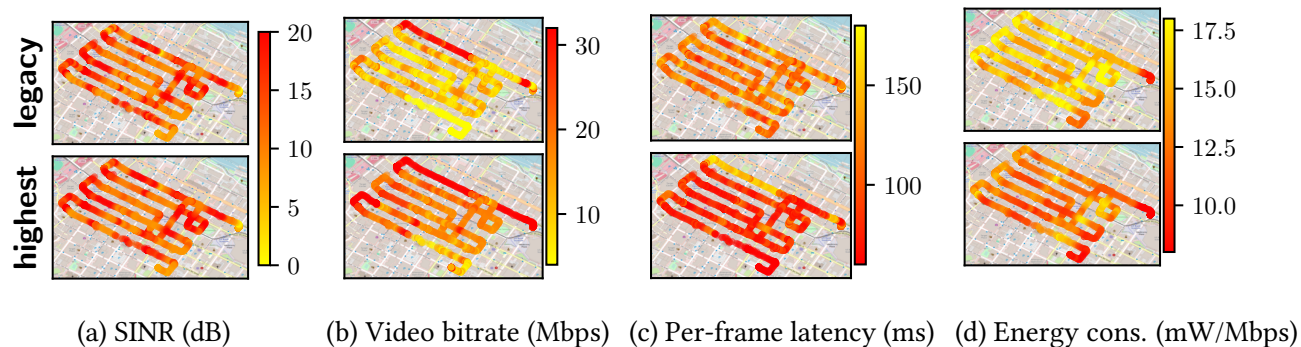 legacy
highest
20
15
10
5
0
30
20
10
150
100
17.5
15.0
12.5
10.0
(a) SINR (dB)
(b) Video bitrate (Mbps)
(c) Per-frame latency (ms)
(d) Energy cons. (mW/Mbps)